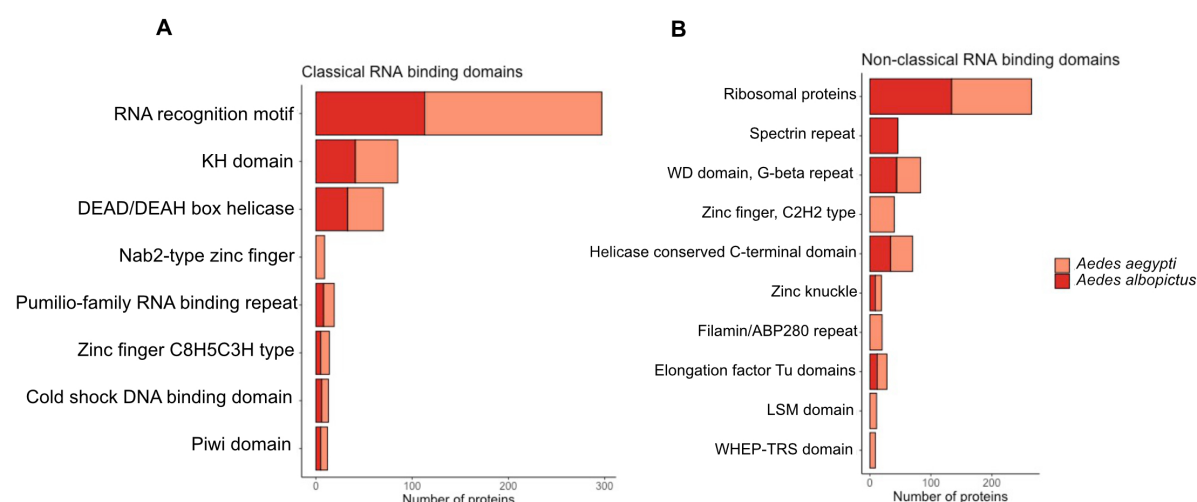 A
Classical RNA binding domains
RNA recognition motif
KH domain
DEAD/DEAH box helicase
Nab2-type zinc finger
Pumilio-family RNA binding repeat
Zinc finger C8H5C3H type
Cold shock DNA binding domain
Piwi domain
0 100 200 300
Number of proteins
B
Non-classical RNA binding domains
Ribosomal proteins
Spectrin repeat
WD domain, G-beta repeat
Zinc finger, C2H2 type
Helicase conserved C-terminal domain
Zinc knuckle
Filamin/ABP280 repeat
Elongation factor Tu domains
LSM domain
WHEP-TRS domain
0 100 200
Number of proteins
Aedes aegypti
Aedes albopictus